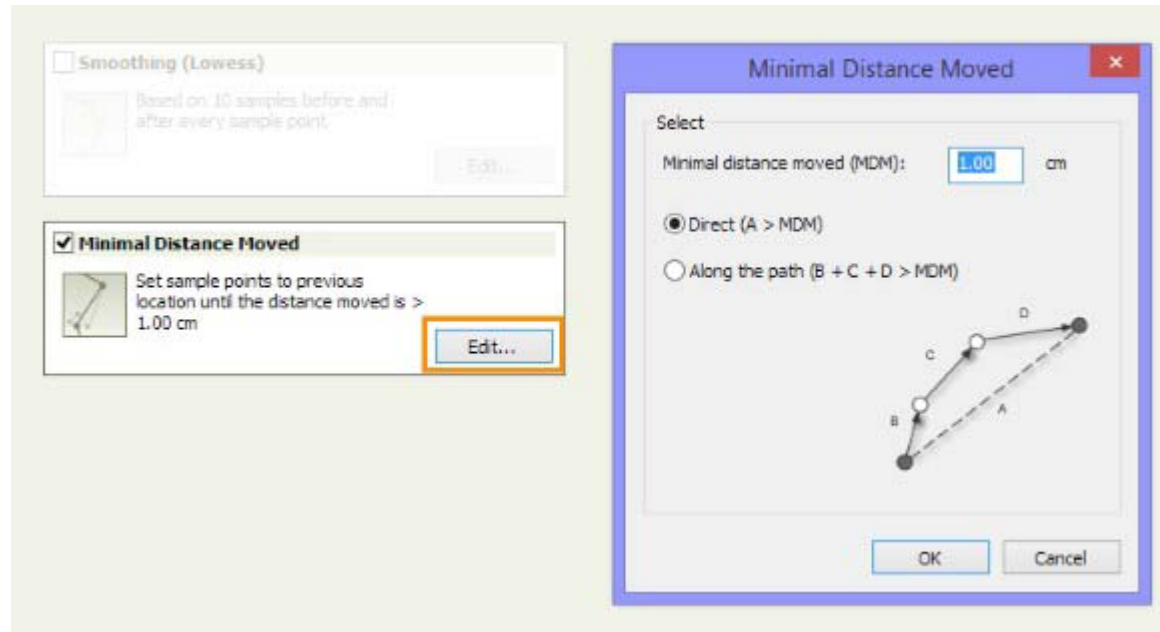 Smoothing (Lowess)
Based on 10 samples before and
after every sample point.
Edit...
Minimal Distance Moved
Set sample points to previous
location until the distance moved is >
1.00 cm
Edit...
Minimal Distance Moved
Select
Minimal distance moved (MDM): 1.00 cm
Direct (A > MDM)
Along the path (B + C + D > MDM)
D
C
B
A
OK Cancel